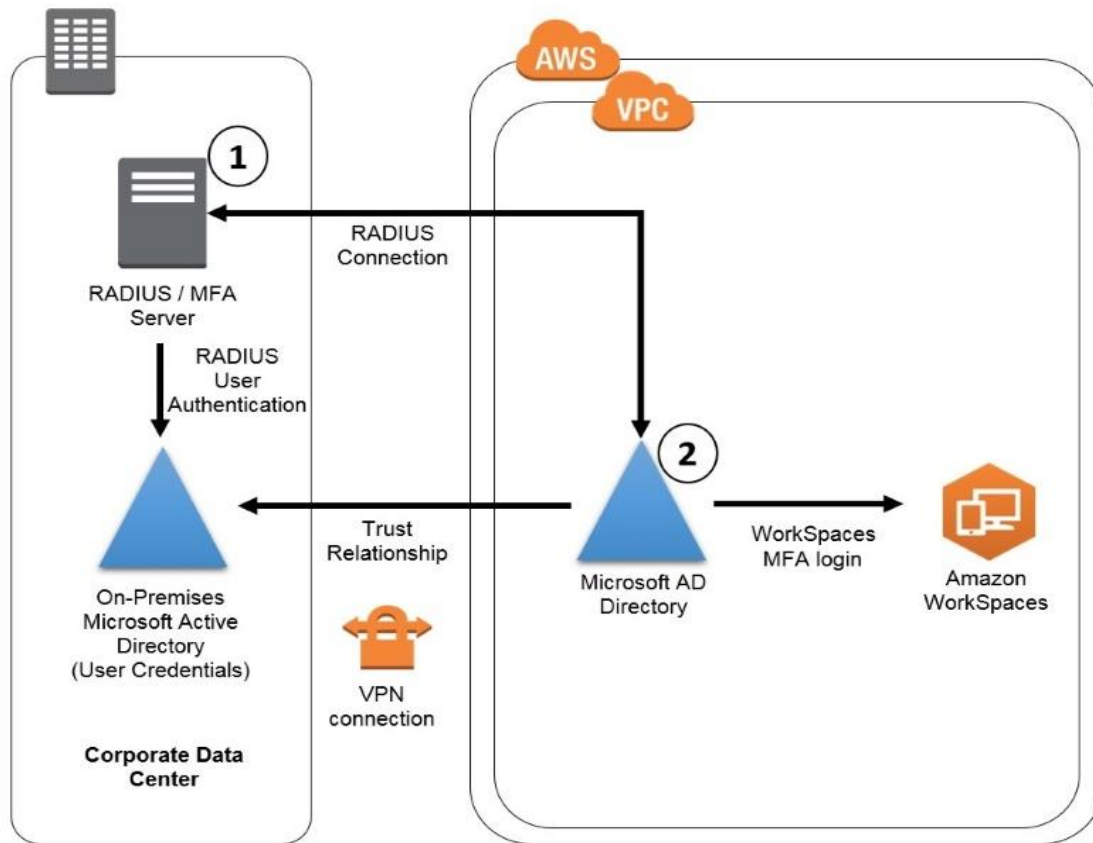 AWS
VPC
1
RADIUS / MFA
Server
RADIUS
Connection
RADIUS
User
Authentication
2
Trust
Relationship
WorkSpaces
MFA login
On-Premises
Microsoft Active
Directory
(User Credentials)
Microsoft AD
Directory
Amazon
WorkSpaces
VPN
connection
Corporate Data
Center